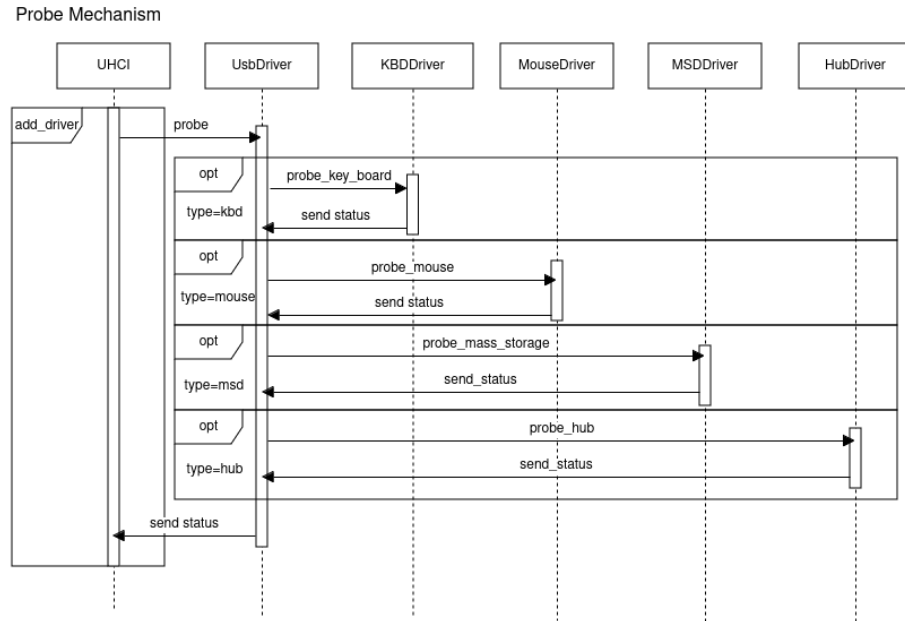 Probe Mechanism
UHCI
UsbDriver
KBDDriver
MouseDriver
MSDDriver
HubDriver
add_driver
probe
opt
probe_key_board
type=kbd
send status
opt
probe_mouse
type=mouse
send status
opt
probe_mass_storage
type=msd
send_status
opt
probe_hub
type=hub
send_status
send status